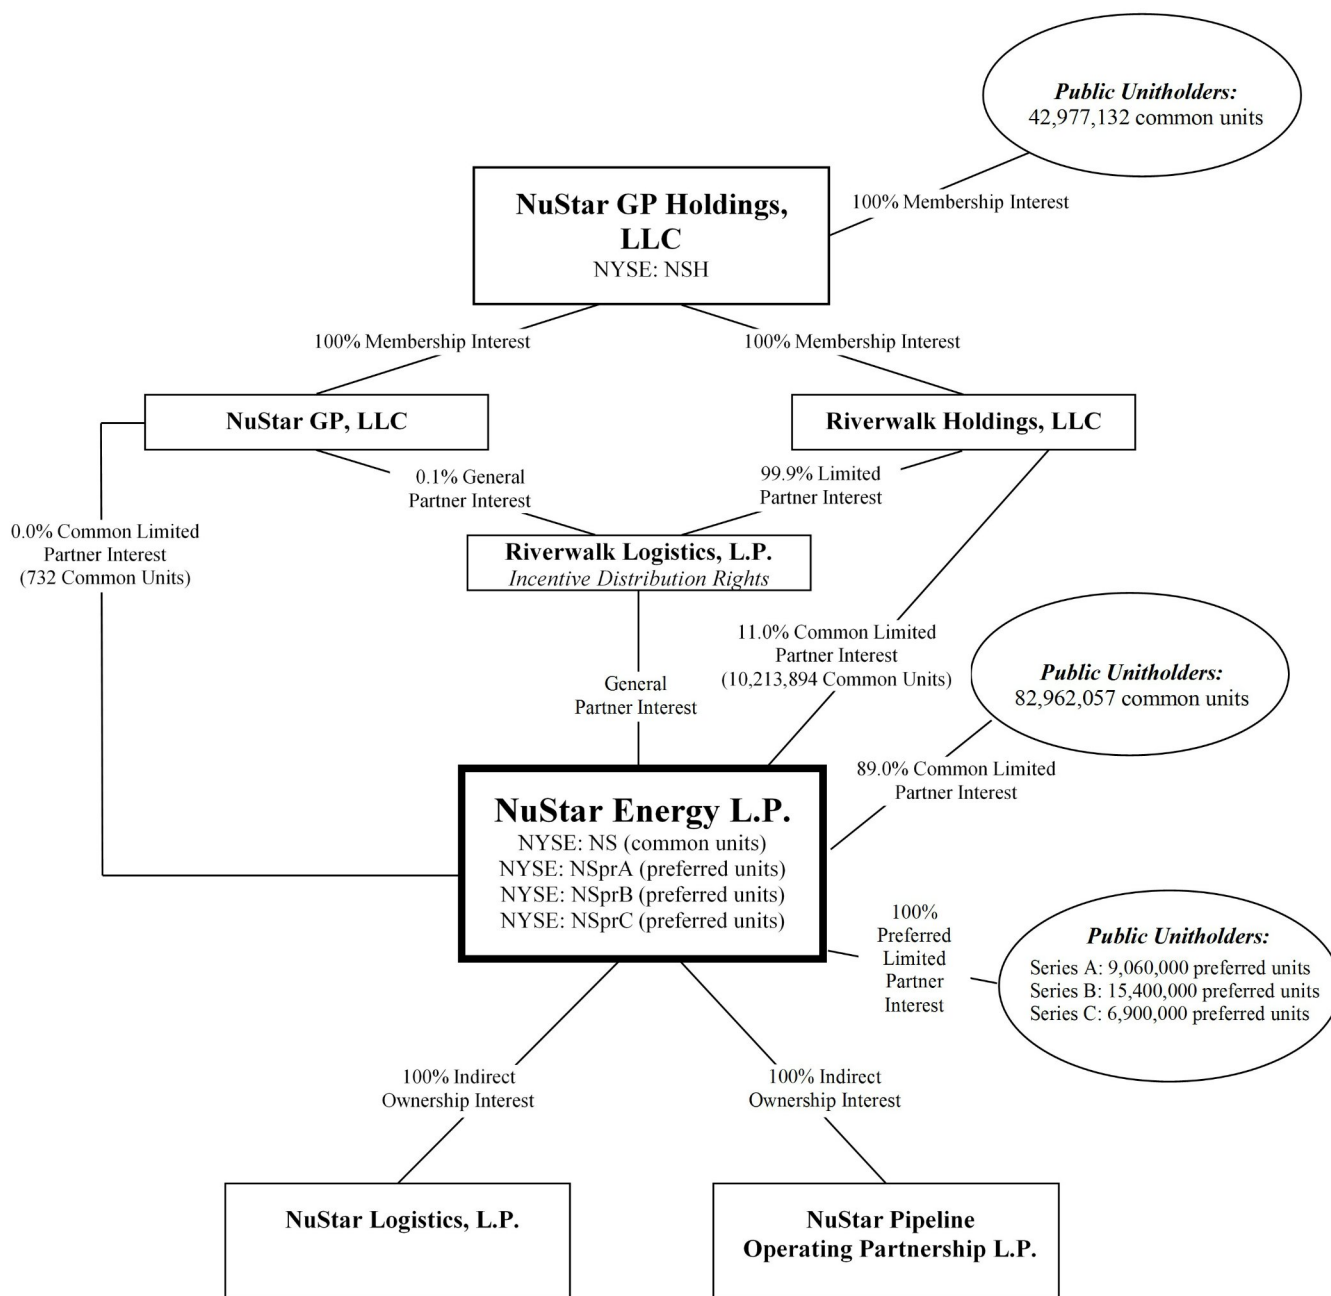 Public Unitholders:
42,977,132 common units
NuStar GP Holdings,
LLC
NYSE: NSH
100% Membership Interest
100% Membership Interest
100% Membership Interest
NuStar GP, LLC
Riverwalk Holdings, LLC
0.1% General
Partner Interest
99.9% Limited
Partner Interest
0.0% Common Limited
Partner Interest
(732 Common Units)
Riverwalk Logistics, L.P.
Incentive Distribution Rights
11.0% Common Limited
Partner Interest
(10,213,894 Common Units)
General
Partner Interest
Public Unitholders:
82,962,057 common units
89.0% Common Limited
Partner Interest
NuStar Energy L.P.
NYSE: NS (common units)
NYSE: NSprA (preferred units)
NYSE: NSprB (preferred units)
NYSE: NSprC (preferred units)
100%
Preferred
Limited
Partner
Interest
Public Unitholders:
Series A: 9,060,000 preferred units
Series B: 15,400,000 preferred units
Series C: 6,900,000 preferred units
100% Indirect
Ownership Interest
100% Indirect
Ownership Interest
NuStar Logistics, L.P.
NuStar Pipeline
Operating Partnership L.P.